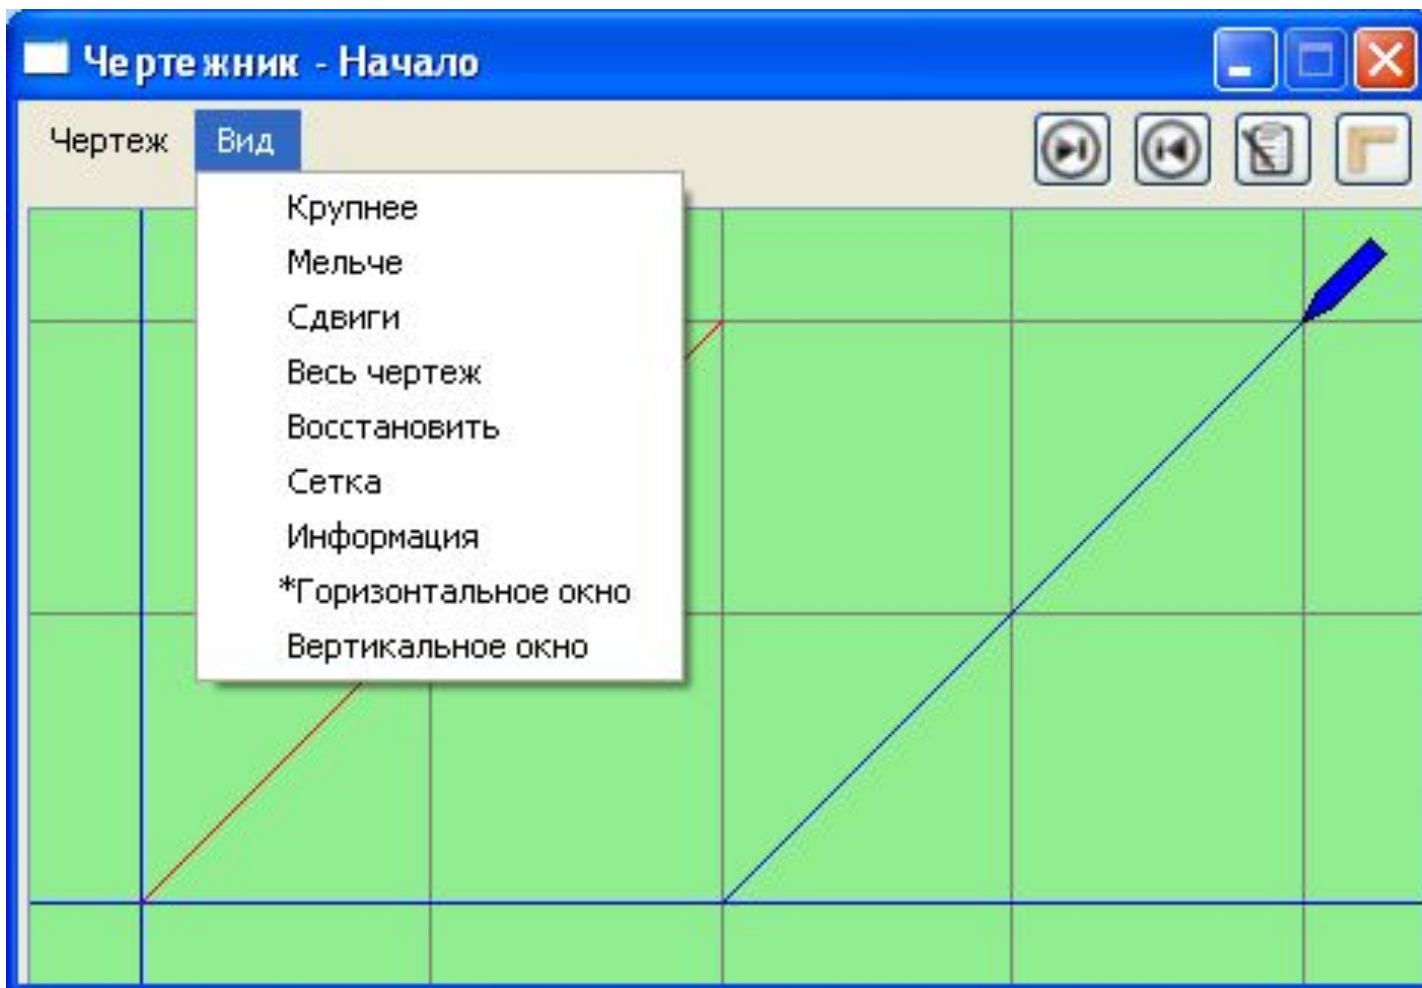 Чертежник - Начало
Чертеж Вид
Крупнее
Мельче
Сдвиги
Весь чертеж
Восстановить
Сетка
Информация
*Горизонтальное окно
Вертикальное окно